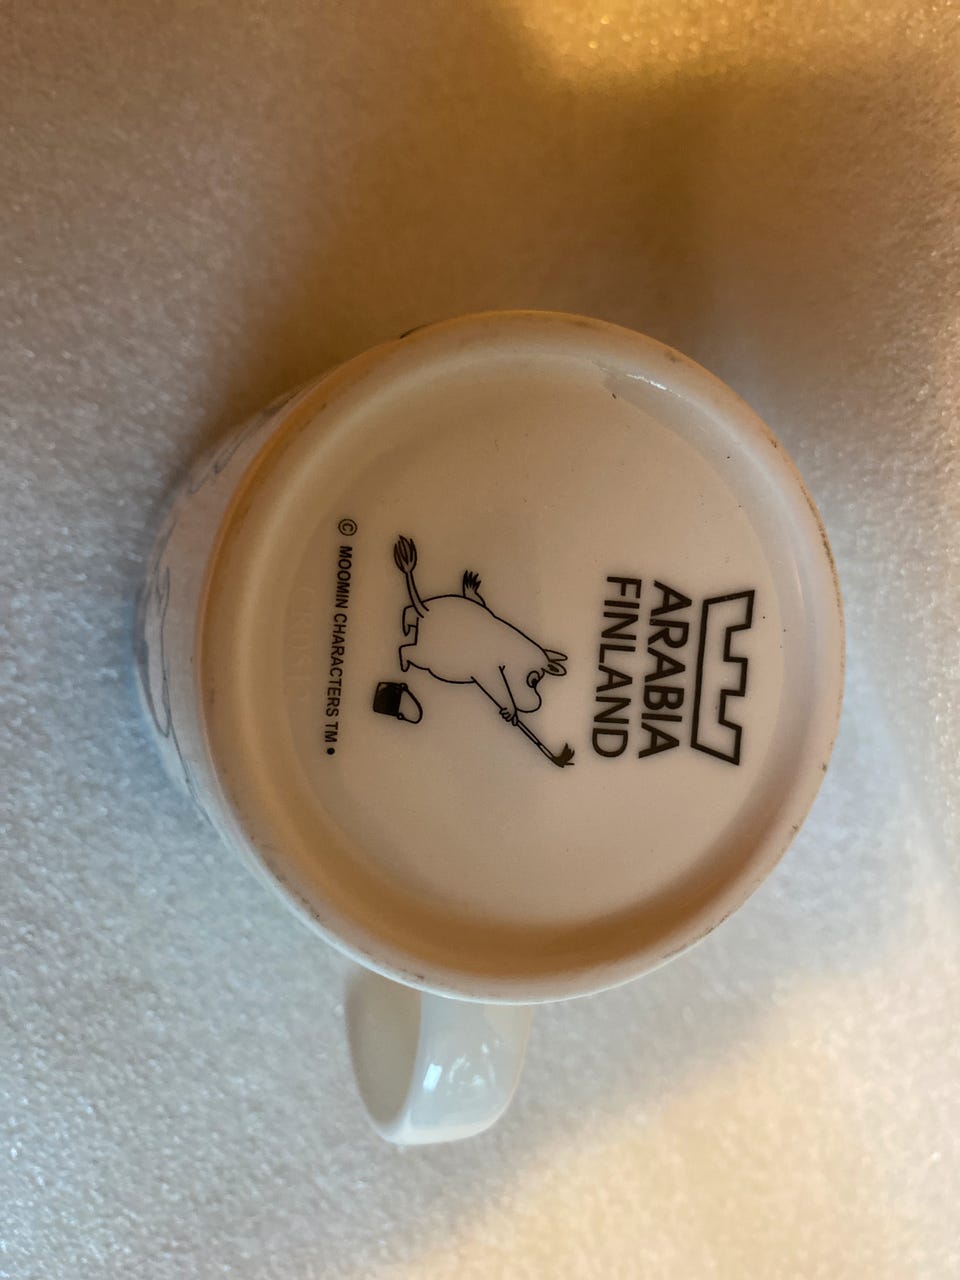 ARABIA
FINLAND
© MOOMIN CHARACTERS TM •